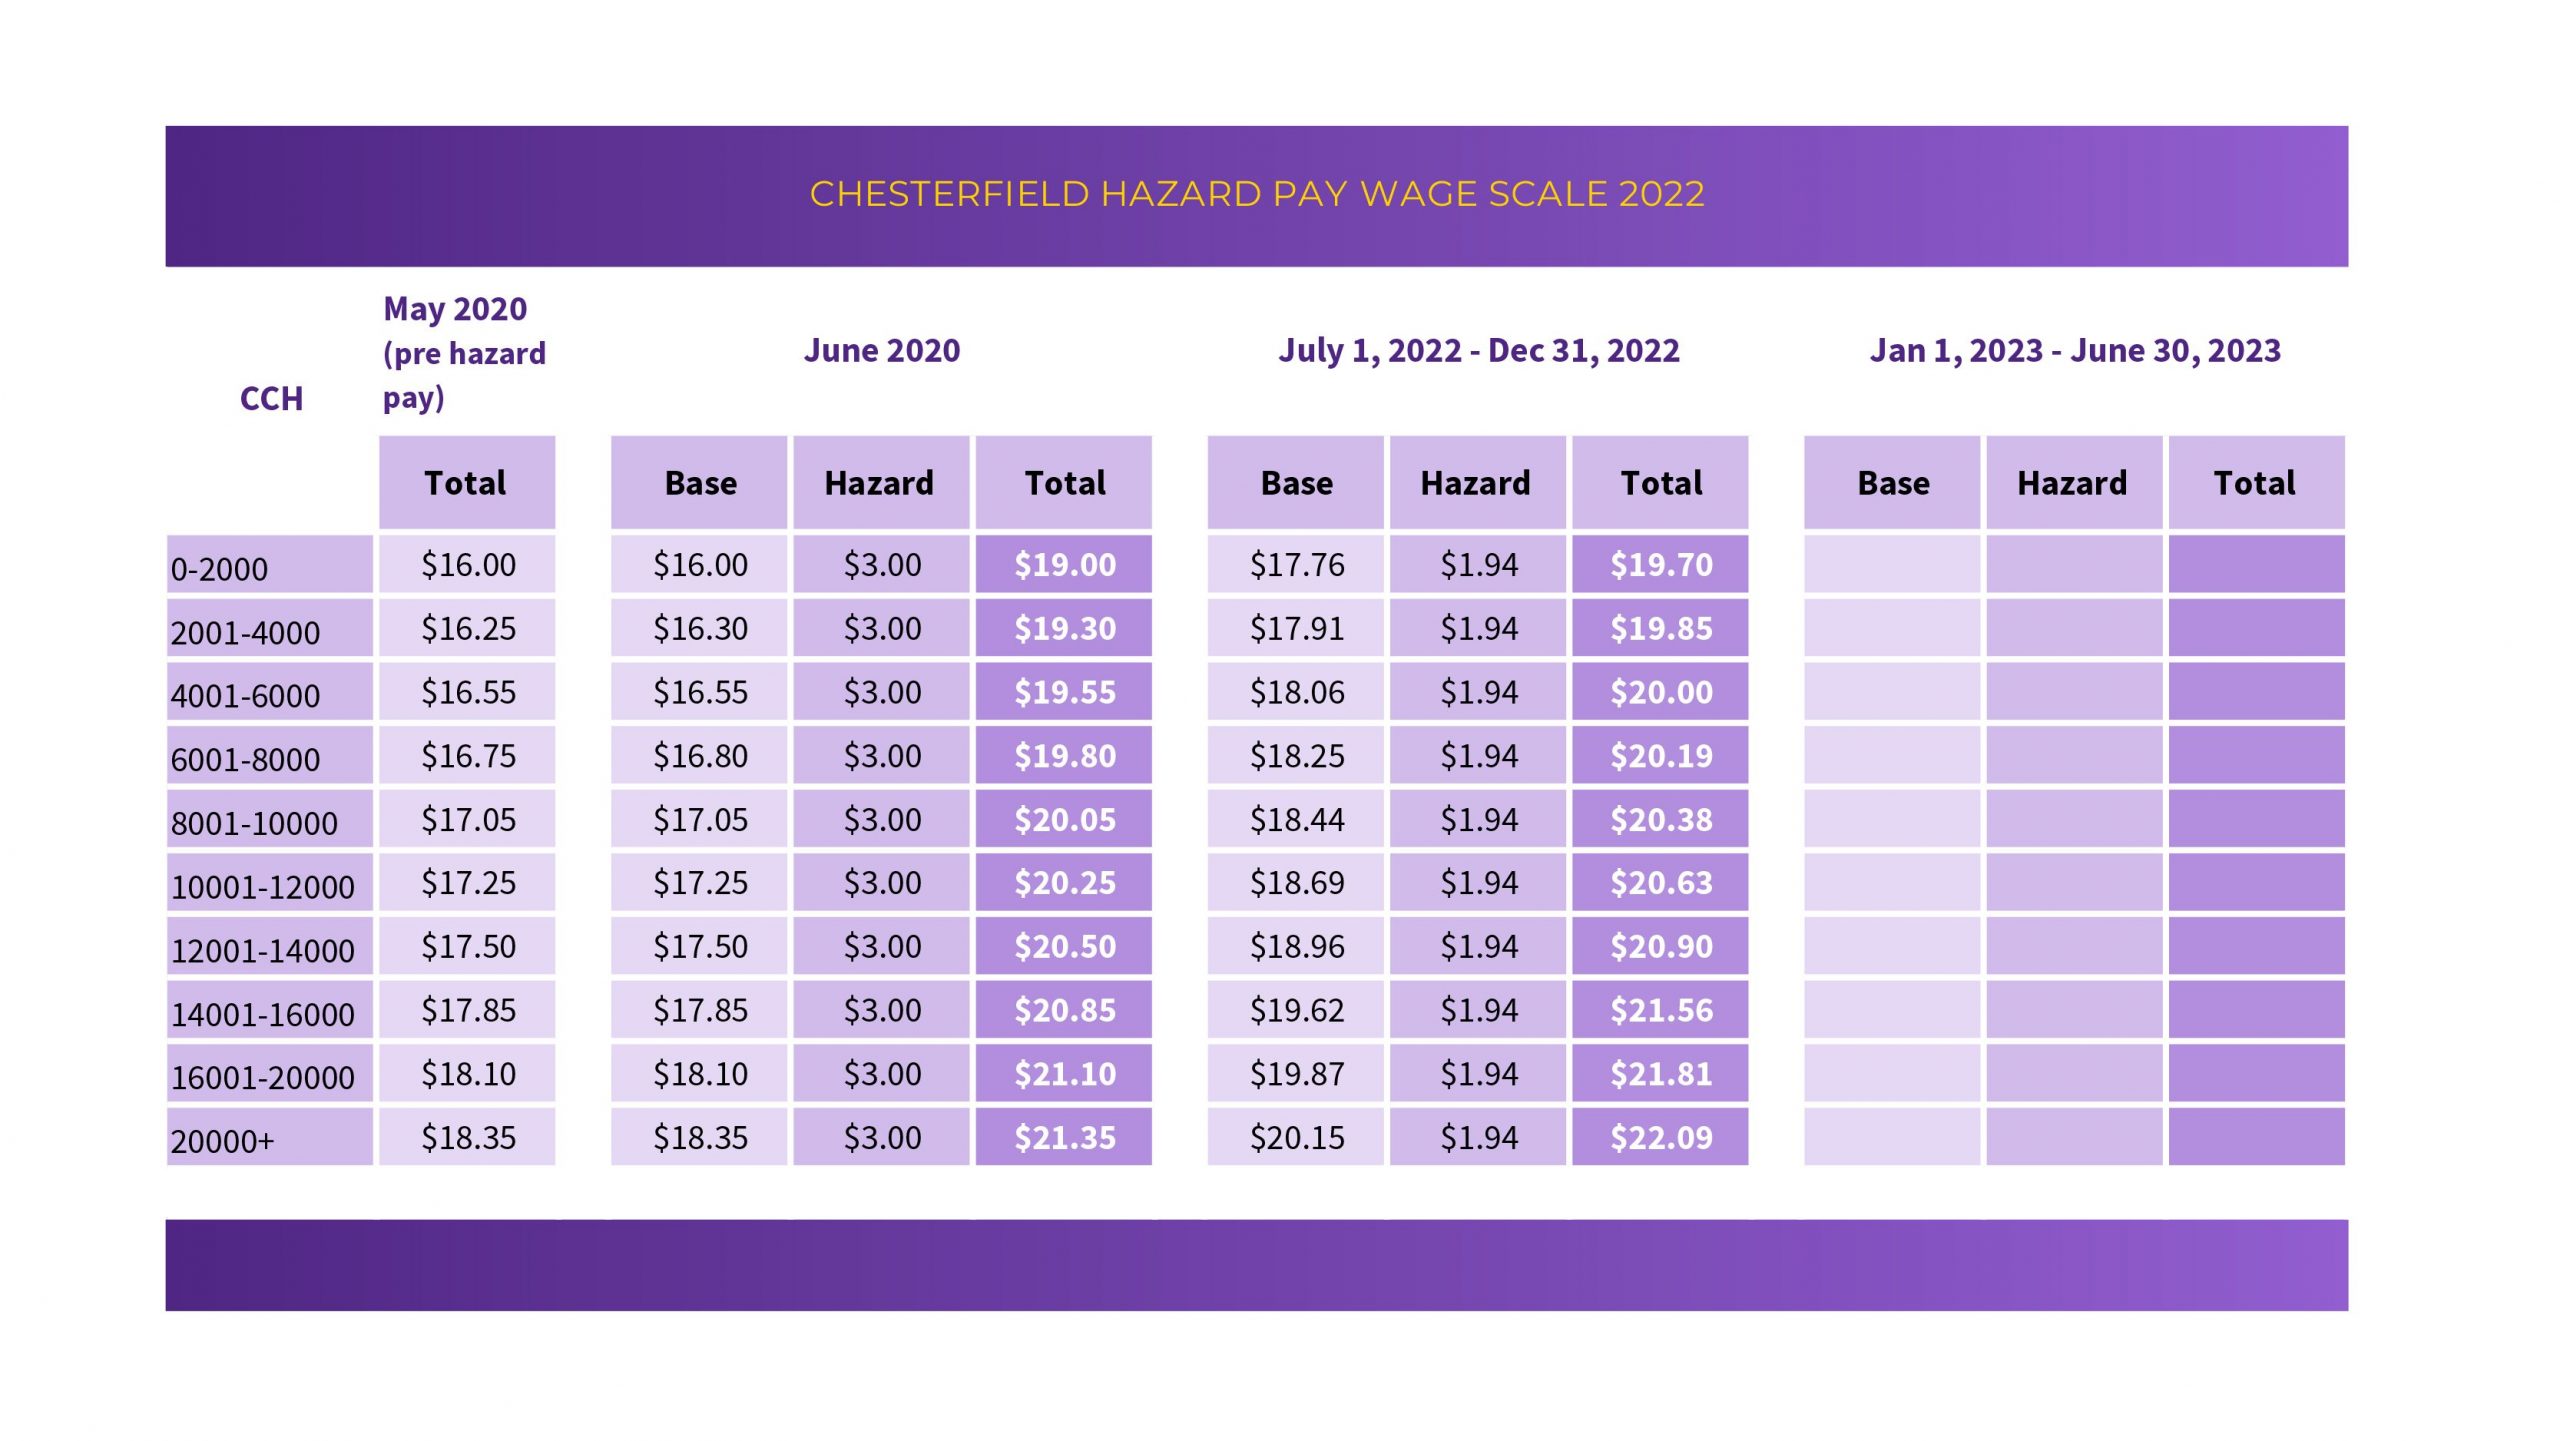 CHESTERFIELD HAZARD PAY WAGE SCALE 2022
CCH
May 2020
(pre hazard
pay)
June 2020
July 1, 2022 - Dec 31, 2022
Jan 1, 2023 - June 30, 2023
Total Base Hazard Total Base Hazard Total Base Hazard Total
0-2000 $16.00 $16.00 $3.00 $19.00 $17.76 $1.94 $19.70
2001-4000 $16.25 $16.30 $3.00 $19.30 $17.91 $1.94 $19.85
4001-6000 $16.55 $16.55 $3.00 $19.55 $18.06 $1.94 $20.00
6001-8000 $16.75 $16.80 $3.00 $19.80 $18.25 $1.94 $20.19
8001-10000 $17.05 $17.05 $3.00 $20.05 $18.44 $1.94 $20.38
10001-12000 $17.25 $17.25 $3.00 $20.25 $18.69 $1.94 $20.63
12001-14000 $17.50 $17.50 $3.00 $20.50 $18.96 $1.94 $20.90
14001-16000 $17.85 $17.85 $3.00 $20.85 $19.62 $1.94 $21.56
16001-20000 $18.10 $18.10 $3.00 $21.10 $19.87 $1.94 $21.81
20000+ $18.35 $18.35 $3.00 $21.35 $20.15 $1.94 $22.09